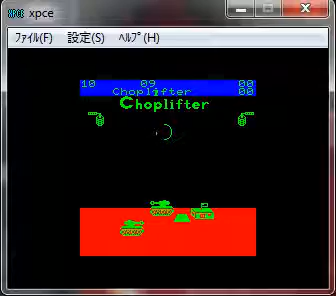 xpce
ﾌｧｲﾙ(F) 設定(S) ﾍﾙﾌﾟ(H)
10 09 00
Choplifter 00
Choplifter